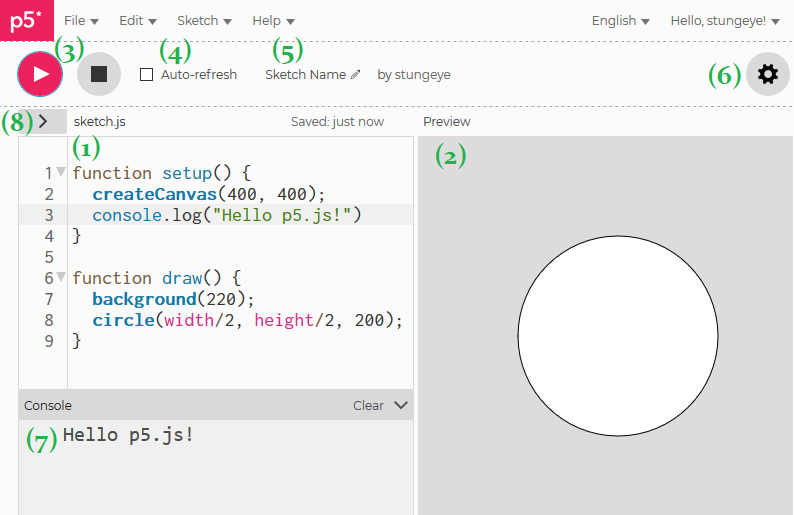 p5* File Edit Sketch Help English Hello, stungeye!
(3) (4) (5)
Auto-refresh Sketch Name by stungeye (6)
(8) sketch.js Saved: just now Preview
(1) (2)
1 function setup() {
2 createCanvas(400, 400);
3 console.log("Hello p5.js!")
4 }
5
6 function draw() {
7 background(220);
8 circle(width/2, height/2, 200);
9 }
Console Clear
(7) Hello p5.js!